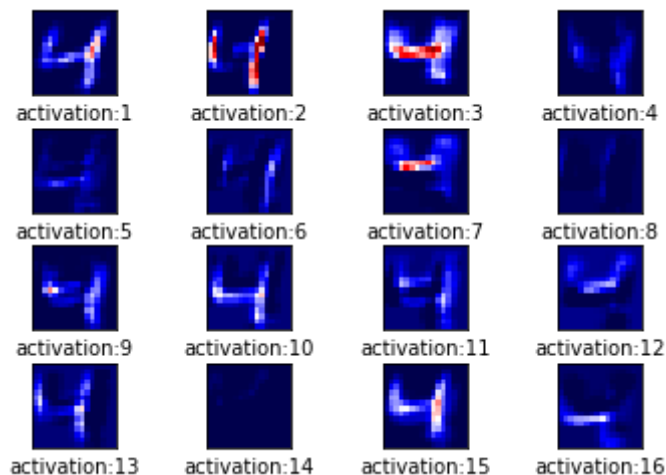 activation:1 activation:2 activation:3 activation:4
activation:5 activation:6 activation:7 activation:8
activation:9 activation:10 activation:11 activation:12
activation:13 activation:14 activation:15 activation:16